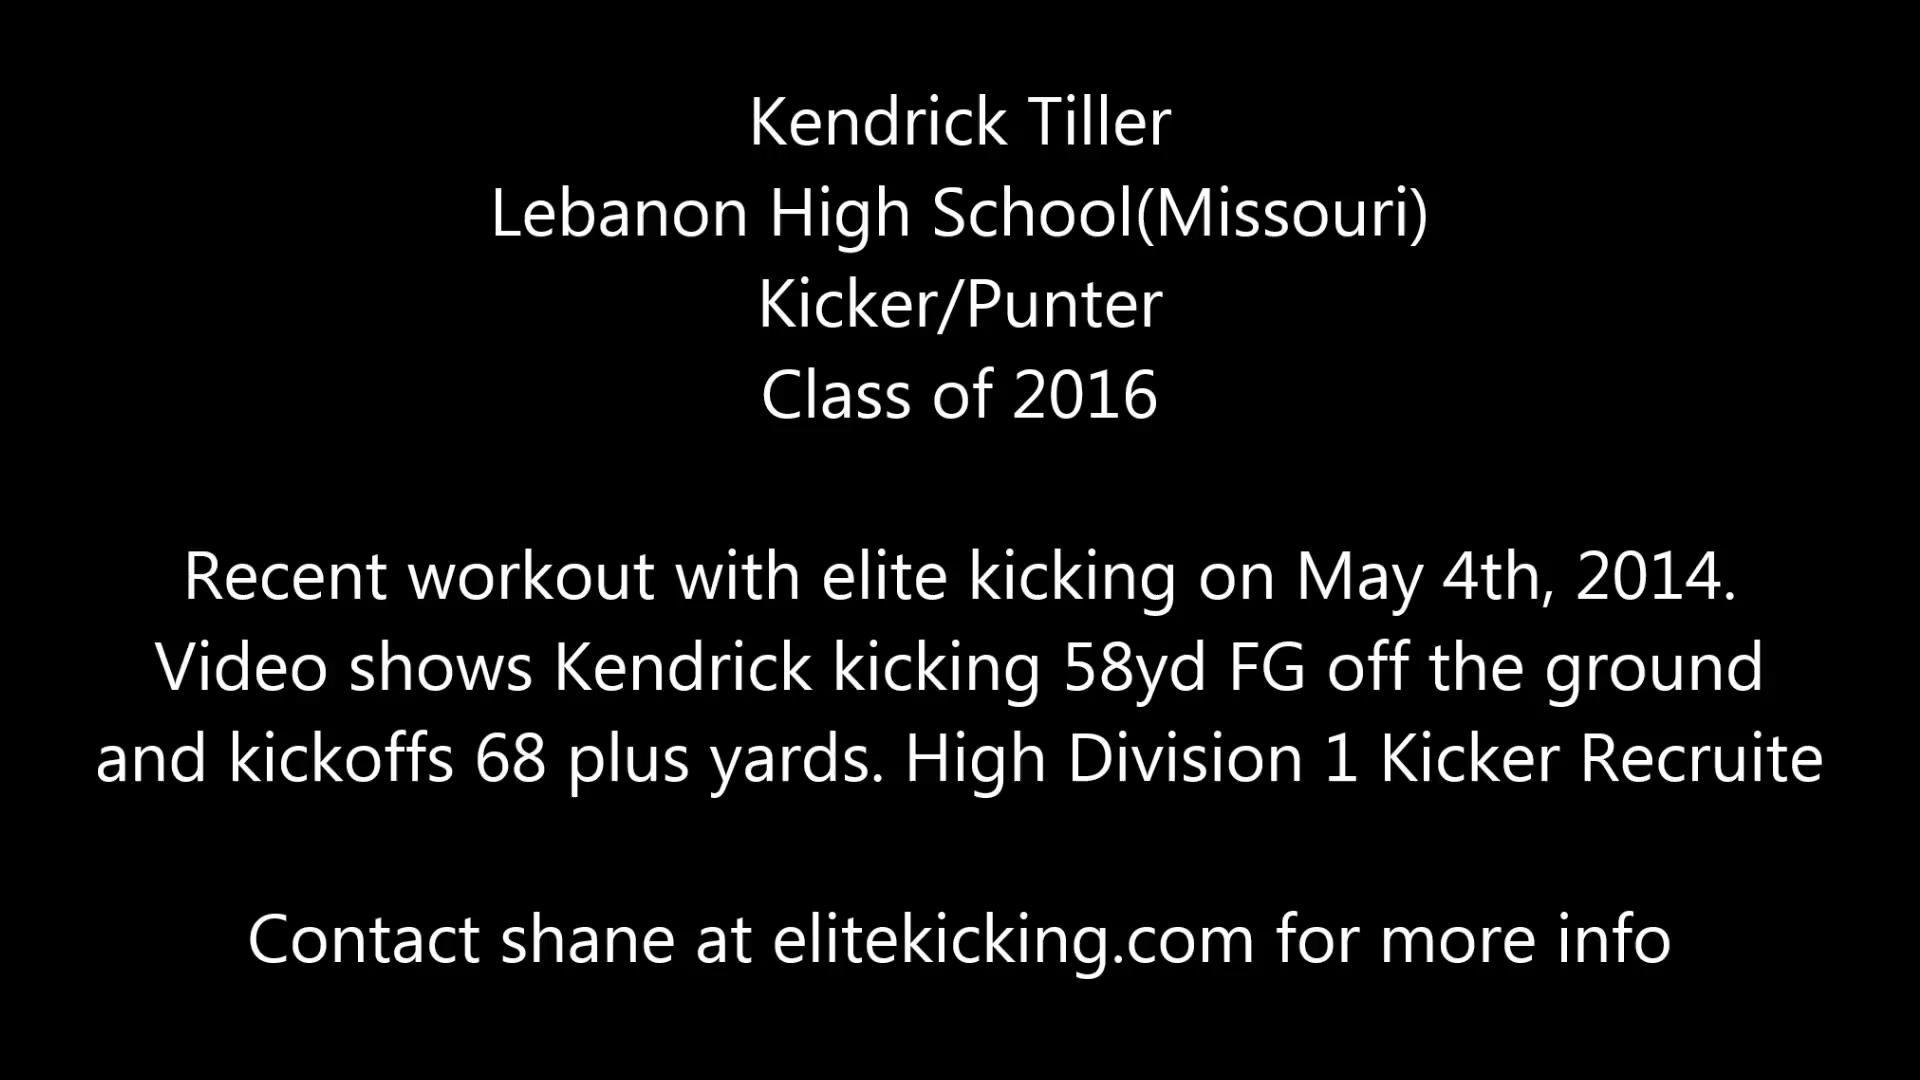 Kendrick Tiller
Lebanon High School(Missouri)
Kicker/Punter
Class of 2016
Recent workout with elite kicking on May 4th, 2014.
Video shows Kendrick kicking 58yd FG off the ground
and kickoffs 68 plus yards. High Division 1 Kicker Recruite
Contact shane at elitekicking.com for more info